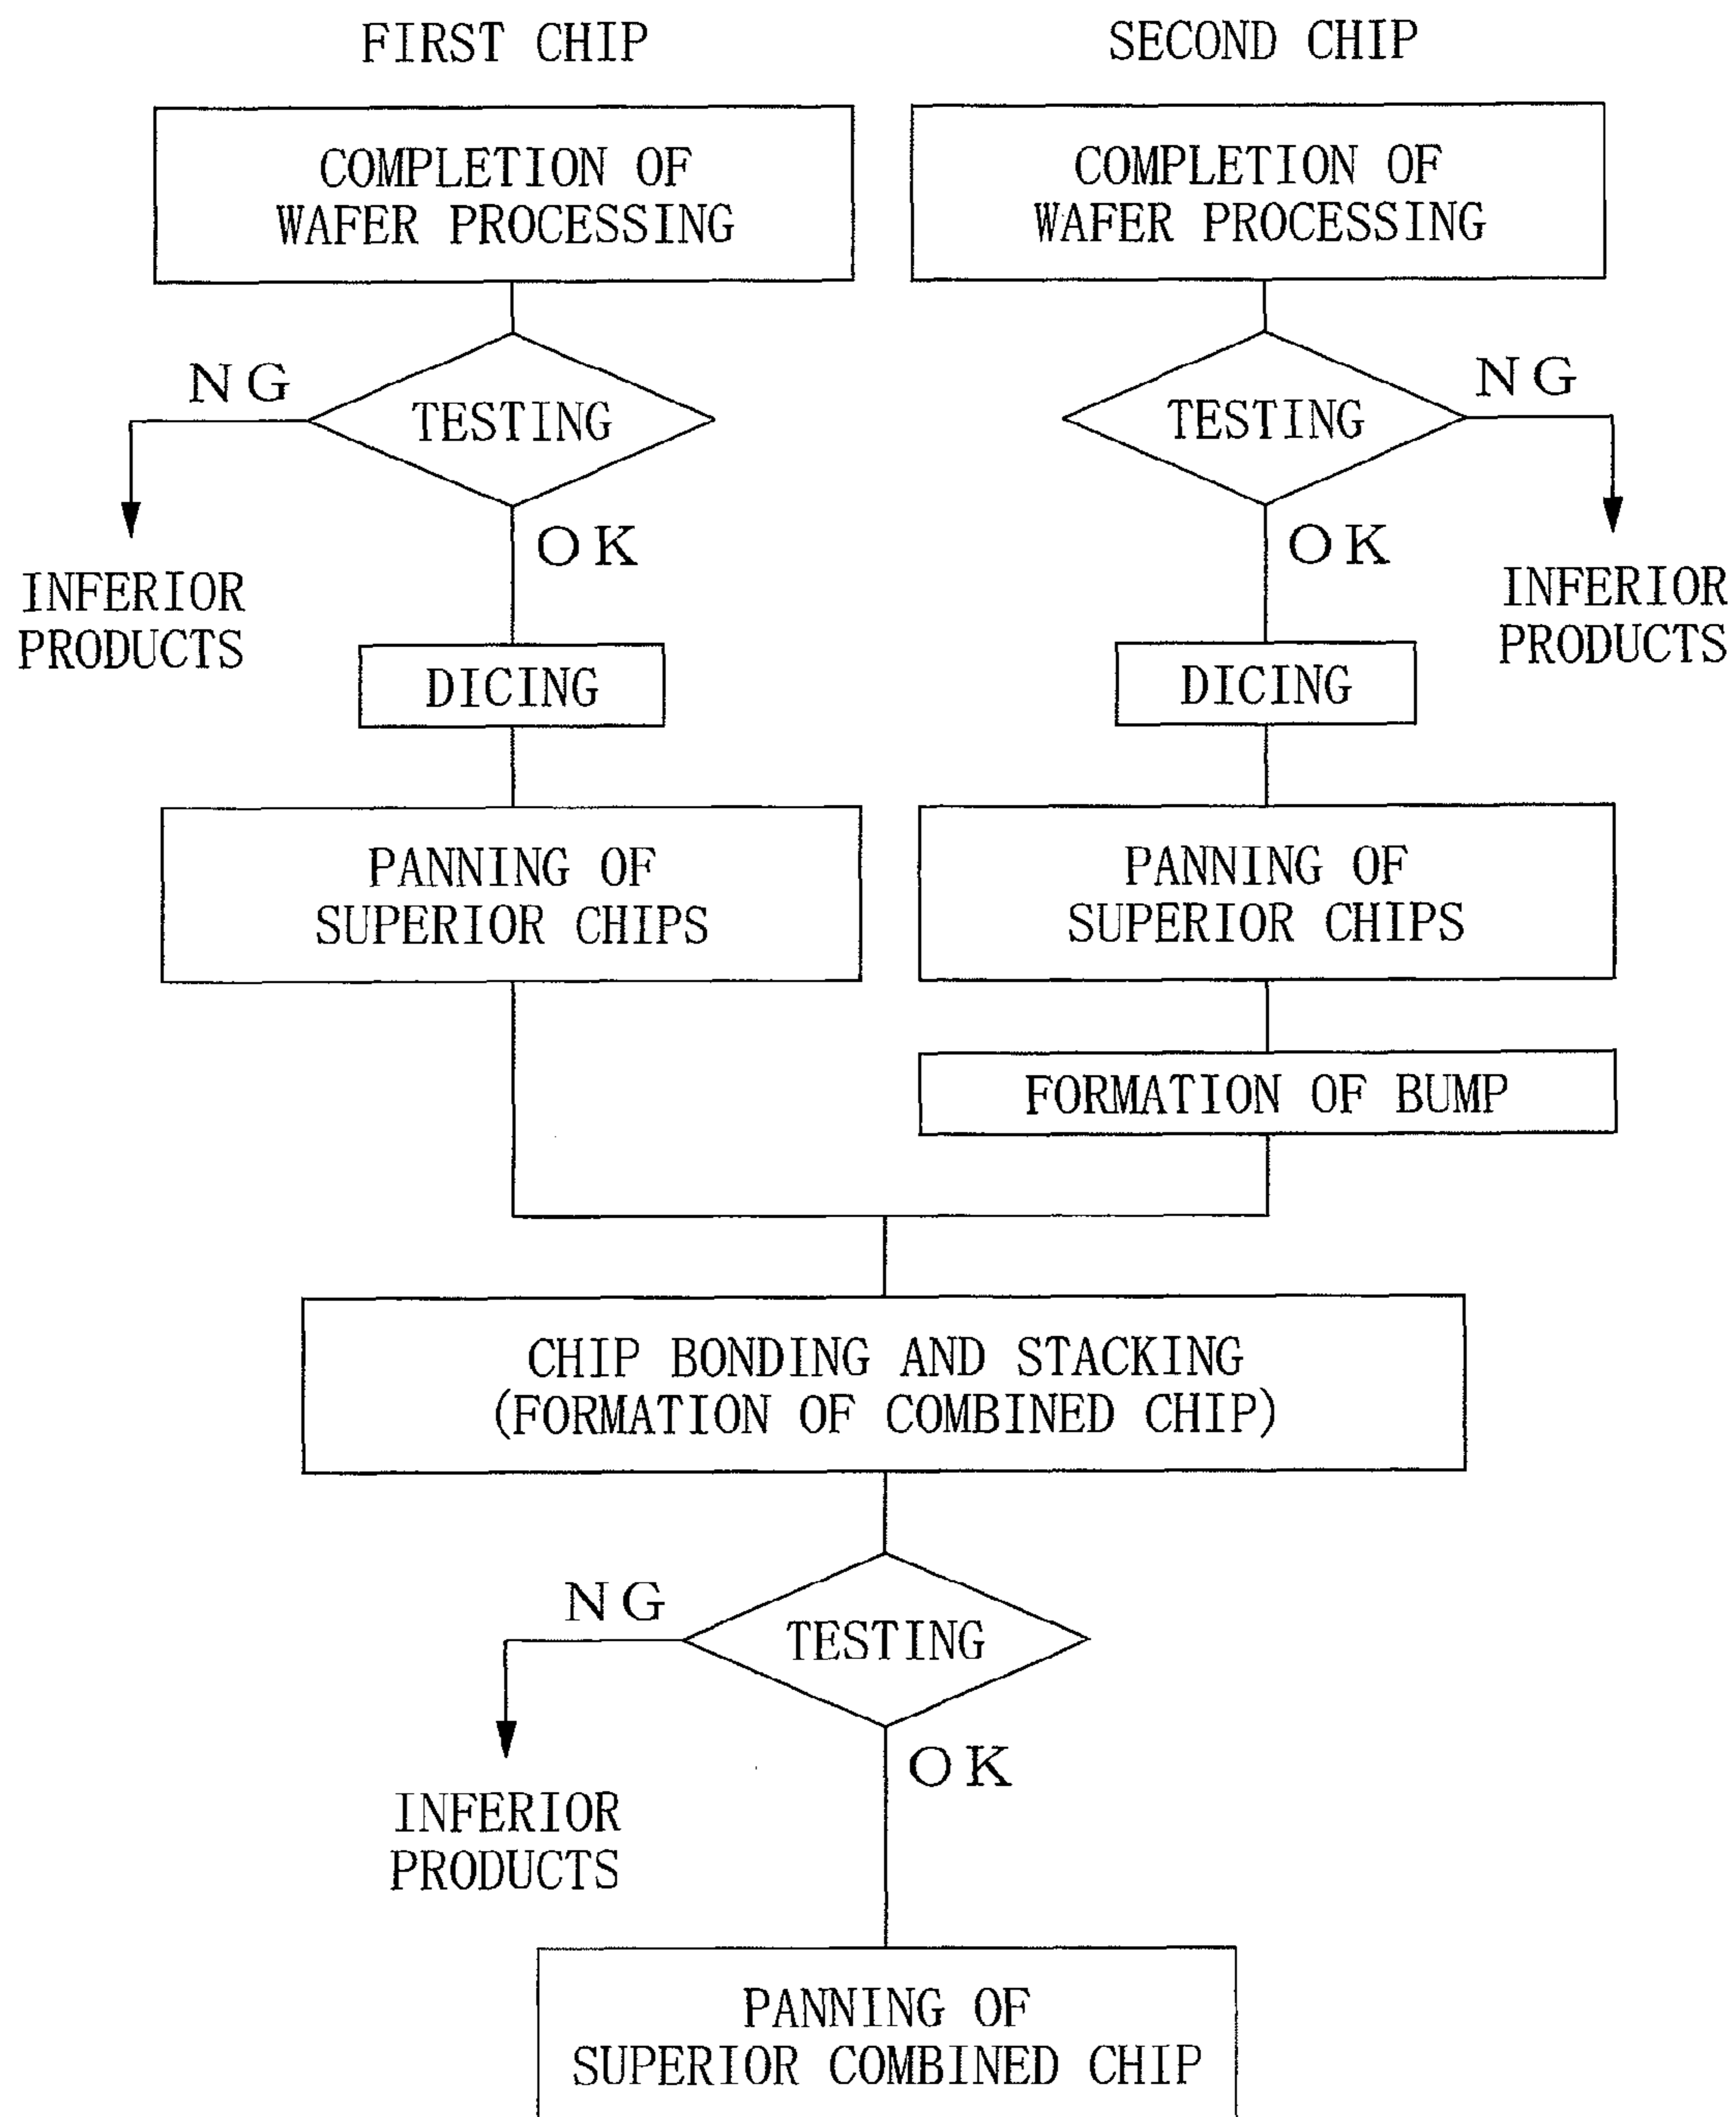 FIRST CHIP
SECOND CHIP
COMPLETION OF
WAFER PROCESSING
COMPLETION OF
WAFER PROCESSING
NG
TESTING
OK
INFERIOR
PRODUCTS
TESTING
NG
OK
INFERIOR
PRODUCTS
DICING
DICING
PANNING OF
SUPERIOR CHIPS
PANNING OF
SUPERIOR CHIPS
FORMATION OF BUMP
CHIP BONDING AND STACKING
(FORMATION OF COMBINED CHIP)
NG
TESTING
OK
INFERIOR
PRODUCTS
PANNING OF
SUPERIOR COMBINED CHIP